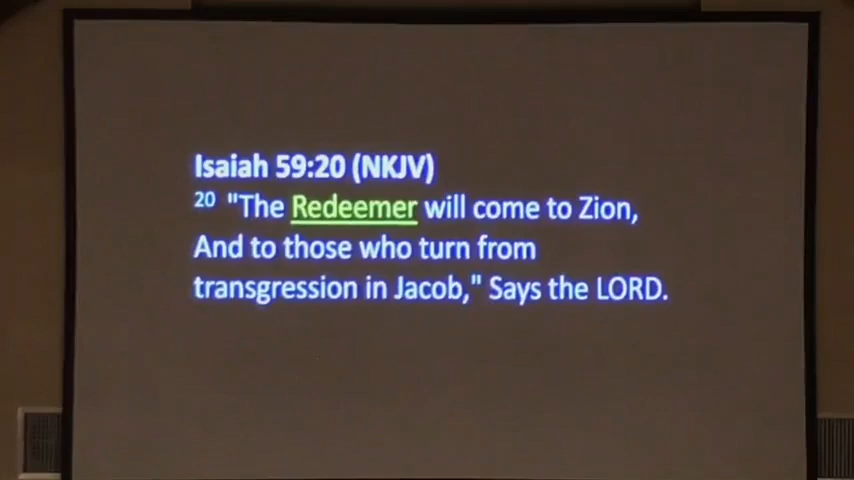 Isaiah 59:20 (NKJV)
20 "The Redeemer will come to Zion,
And to those who turn from
transgression in Jacob," Says the LORD.